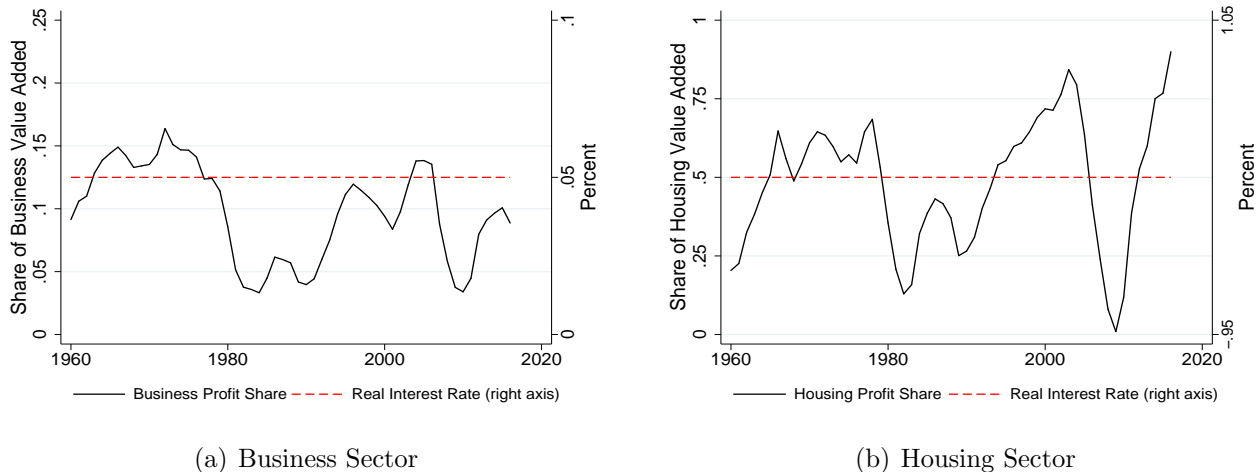 Share of Business Value Added
0 .05 .1 .15 .2 .25
0 .05 .1
Percent
1960 1980 2000 2020
Business Profit Share Real Interest Rate (right axis)
(a) Business Sector
Share of Housing Value Added
0 .25 .5 .75 1
-.95 1.05
Percent
1960 1980 2000 2020
Housing Profit Share Real Interest Rate (right axis)
(b) Housing Sector